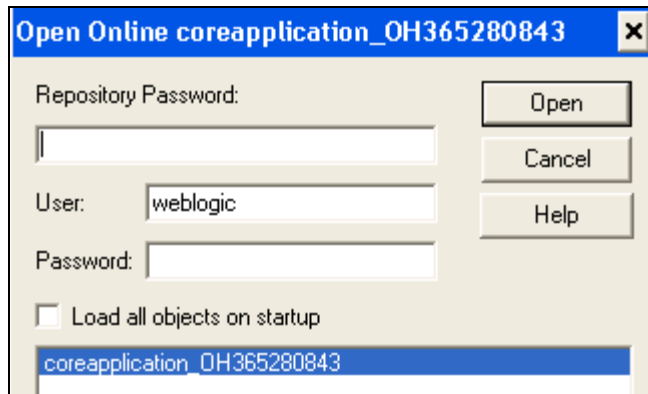 Open Online coreapplication_OH365280843
Repository Password:
Open
Cancel
User: weblogic
Help
Password:
Load all objects on startup
coreapplication_OH365280843